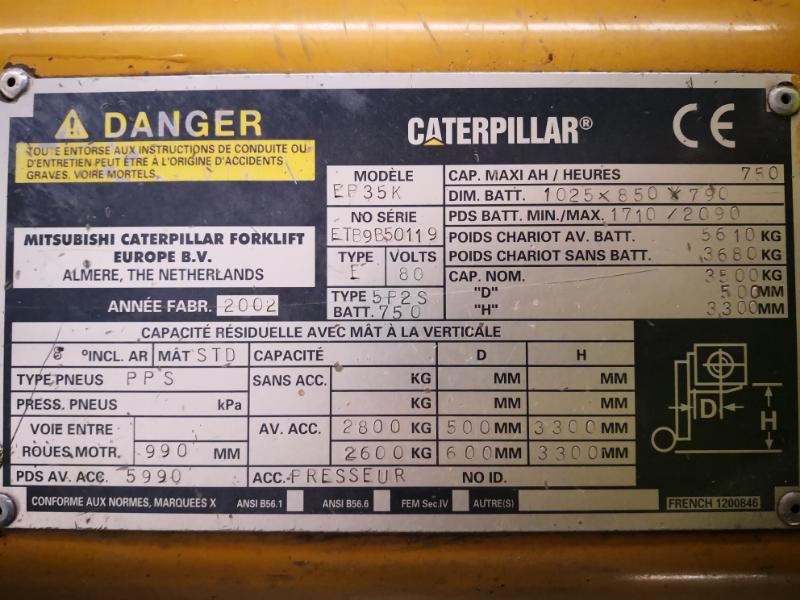 DANGER
CATERPILLAR®
CE
TOUTE ENTORSE AUX INSTRUCTIONS DE CONDUITE OU
D'ENTRETIEN PEUT ÊTRE À L'ORIGINE D'ACCIDENTS
GRAVES, VOIRE MORTELS.
MITSUBISHI CATERPILLAR FORKLIFT
EUROPE B.V.
ALMERE, THE NETHERLANDS
ANNÉE FABR. 2002
MODÈLE
EP35K
NO SÉRIE
ETB9B50119
TYPE VOLTS
E 80
TYPE 5P2S
BATT. 750
CAP. MAXI AH / HEURES 750
DIM. BATT. 1025x850x790
PDS BATT. MIN./MAX. 1710/2090
POIDS CHARIOT AV. BATT. 5610 KG
POIDS CHARIOT SANS BATT. 3680 KG
CAP. NOM. 3500 KG
"D" 500 MM
"H" 3,300 MM
CAPACITÉ RÉSIDUELLE AVEC MÂT À LA VERTICALE
°INCL. AR MÂT STD CAPACITÉ D H
TYPE PNEUS PPS SANS ACC. KG MM MM
PRESS. PNEUS kPa KG MM MM
VOIE ENTRE AV. ACC. 2800 KG 500 MM 3300 MM
ROUES MOTR. 990 MM 2600 KG 600 MM 3300 MM
PDS AV. ACC. 5990 ACC. PRESSEUR NO ID.
D H
CONFORME AUX NORMES, MARQUEES X ANSI B56.1 ANSI B56.6 FEM Sec.IV AUTRE(S) FRENCH 1200846